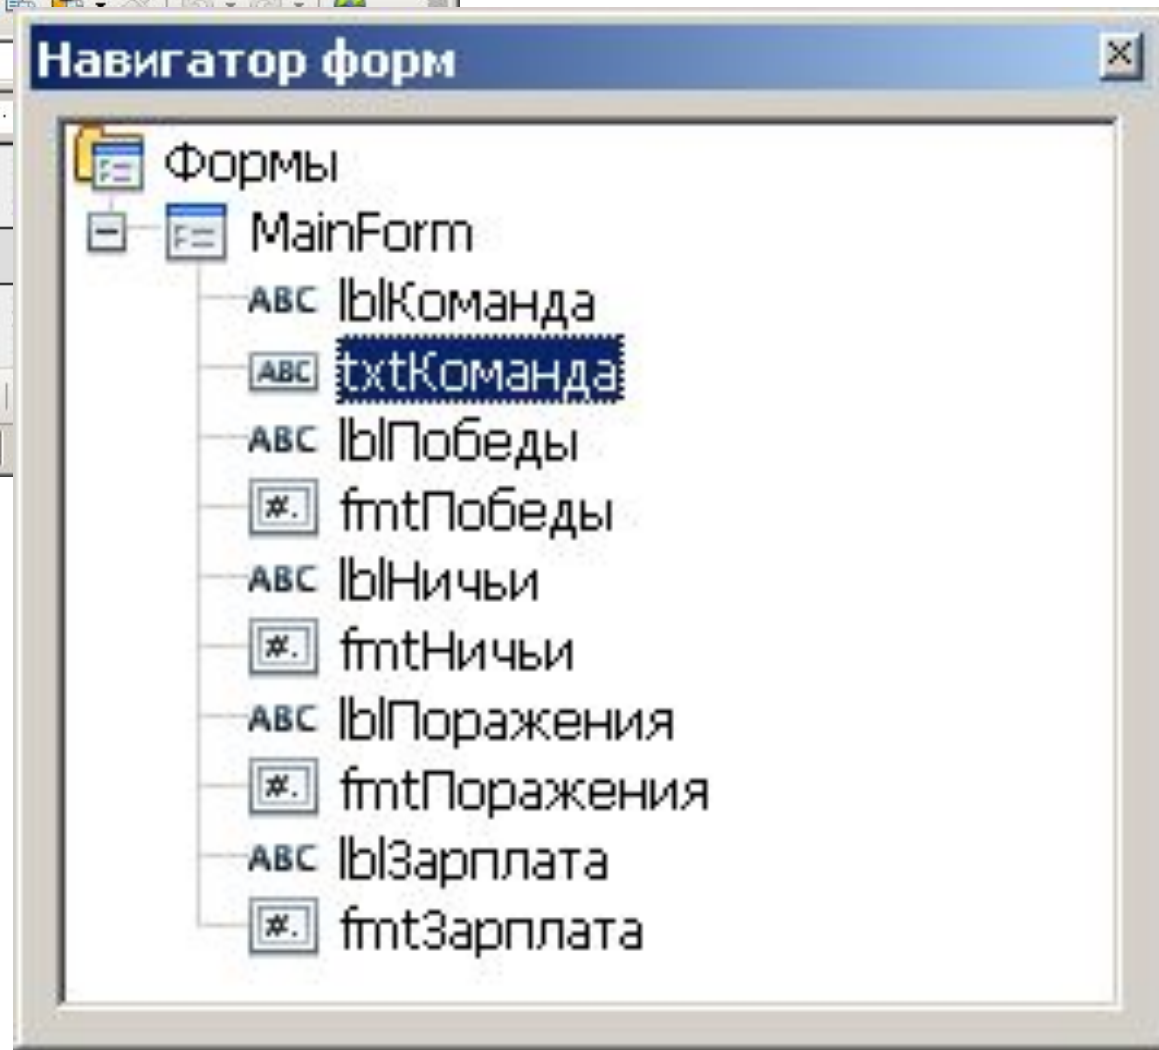 Навигатор форм
Формы
MainForm
ABC lblКоманда
ABC txtКоманда
ABC lblПобеды
#. fmtПобеды
ABC lblНичьи
#. fmtНичьи
ABC lblПоражения
#. fmtПоражения
ABC lblЗарплата
#. fmtЗарплата